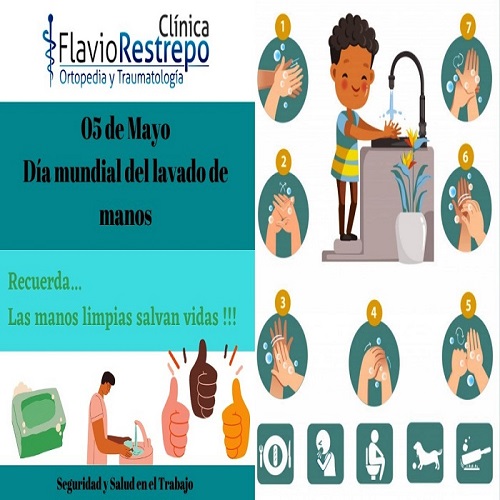 Clínica
FlavioRestrepo
Ortopedia y Traumatología
05 de Mayo
Día mundial del lavado de
manos
Recuerda...
Las manos limpias salvan vidas !!!
Seguridad y Salud en el Trabajo
1
7
2
6
3
4
5